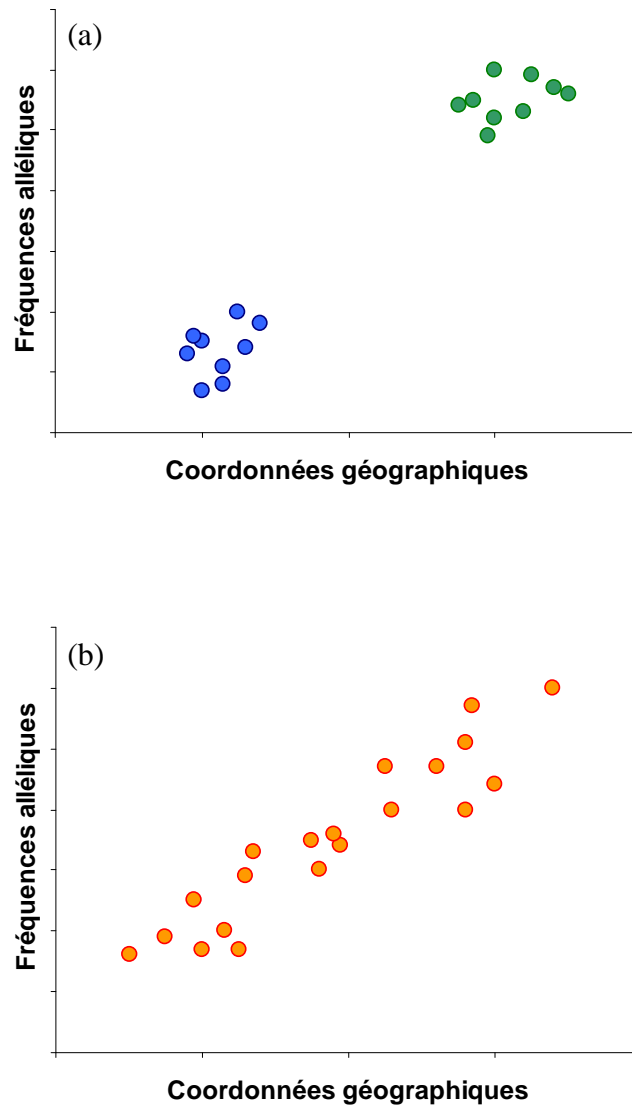 (a)
Fréquences alléliques
Coordonnées géographiques
(b)
Fréquences alléliques
Coordonnées géographiques